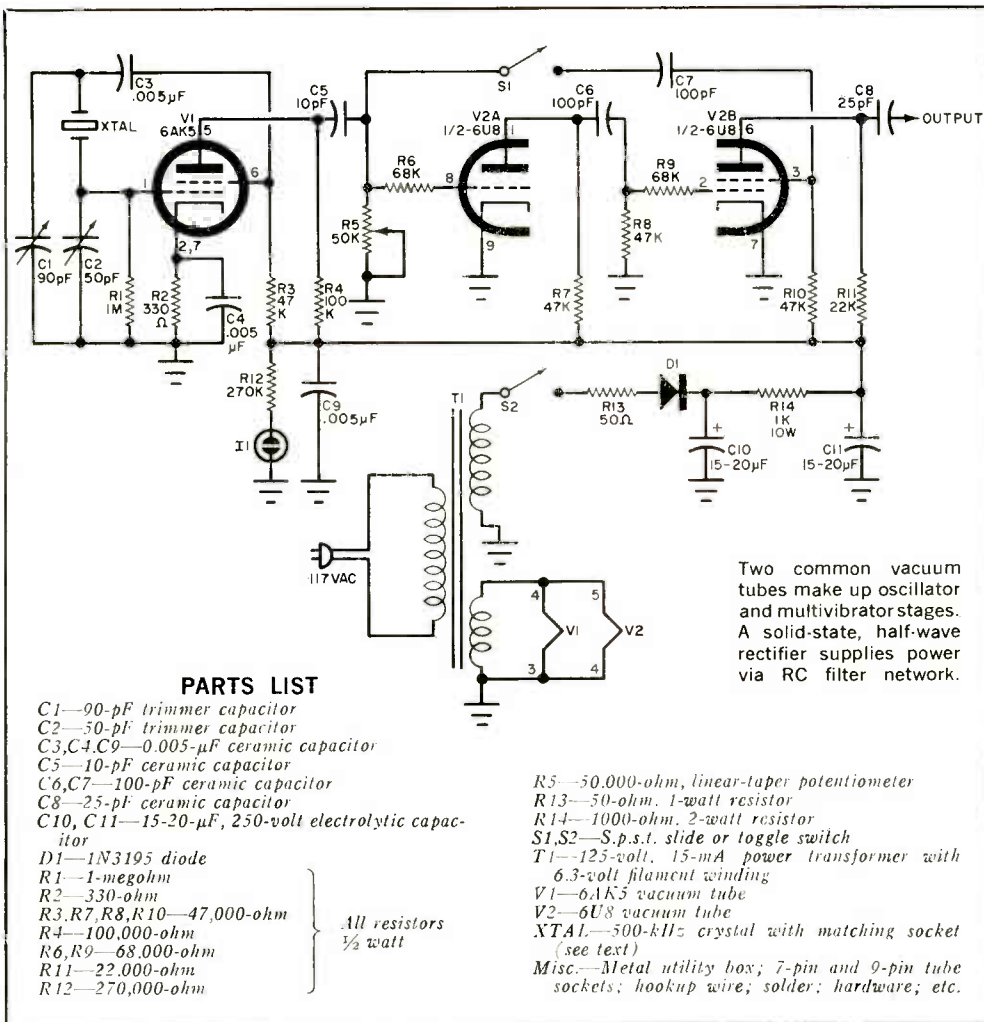 C3
.005µF
XTAL
V1
6AK5
5
6
1
2,7
C1
90pF
C2
50pF
R1
1M
R2
330
Ω
C4
.005
µF
R3
47
K
R4
100
K
C5
10pF
R5
50K
R6
68K
S1
V2A
1/2-6U8
1
8
9
C6
100pF
C7
100pF
R7
47K
R8
47K
R9
68K
V2B
1/2-6U8
6
2
3
7
R10
47K
R11
22K
C8
25pF
OUTPUT
R12
270K
I1
C9
.005µF
T1
S2
R13
50Ω
D1
R14
1K
10W
+
C10
15-20µF
+
C11
15-20µF
117VAC
4
V1
3
5
V2
4
Two common vacuum
tubes make up oscillator
and multivibrator stages.
A solid-state, half-wave
rectifier supplies power
via RC filter network.
PARTS LIST
C1—90-pF trimmer capacitor
C2—50-pF trimmer capacitor
C3,C4,C9—0.005-µF ceramic capacitor
C5—10-pF ceramic capacitor
C6,C7—100-pF ceramic capacitor
C8—25-pF ceramic capacitor
C10, C11—15-20-µF, 250-volt electrolytic capac-
itor
D1—1N3195 diode
R1—1-megohm
R2—330-ohm
R3,R7,R8,R10—47,000-ohm
R4—100,000-ohm
R6,R9—68,000-ohm
R11—22,000-ohm
R12—270,000-ohm
All resistors
½ watt
R5—50,000-ohm, linear-taper potentiometer
R13—50-ohm, 1-watt resistor
R14—1000-ohm, 2-watt resistor
S1,S2—S.p.s.t. slide or toggle switch
T1—125-volt, 15-mA power transformer with
6.3-volt filament winding
V1—6AK5 vacuum tube
V2—6U8 vacuum tube
XTAL—500-kHz crystal with matching socket
(see text)
Misc.—Metal utility box; 7-pin and 9-pin tube
sockets; hookup wire; solder; hardware; etc.